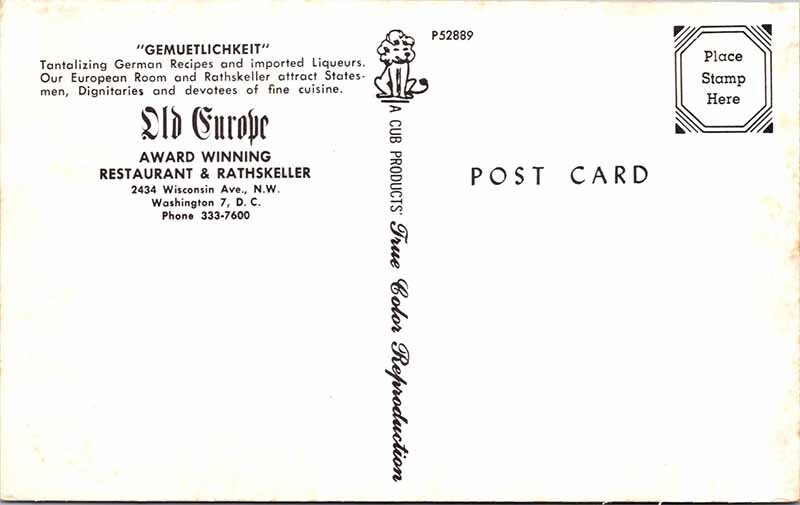 "GEMUETLICHKEIT"
Tantalizing German Recipes and imported Liqueurs.
Our European Room and Rathskeller attract States-
men, Dignitaries and devotees of fine cuisine.
Old Europe
AWARD WINNING
RESTAURANT & RATHSKELLER
2434 Wisconsin Ave., N.W.
Washington 7, D. C.
Phone 333-7600
P52889
A CUB PRODUCTS' True Color Reproduction
Place
Stamp
Here
POST CARD